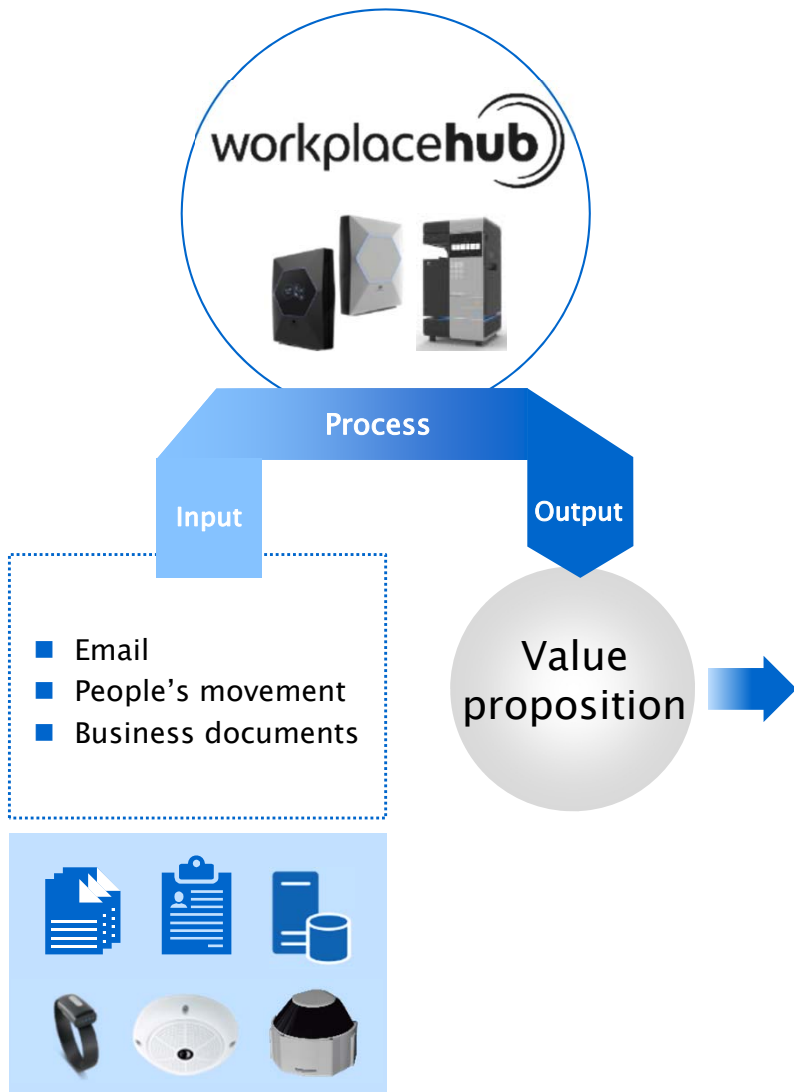 workplacehub
Process
Input
Output
Email
People's movement
Business documents
Value
proposition